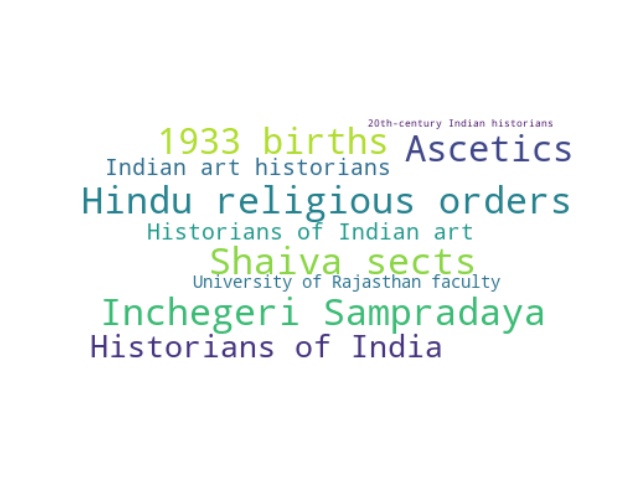 20th-century Indian historians
1933 births
Ascetics
Indian art historians
Hindu religious orders
Historians of Indian art
Shaiva sects
University of Rajasthan faculty
Inchegeri Sampradaya
Historians of India